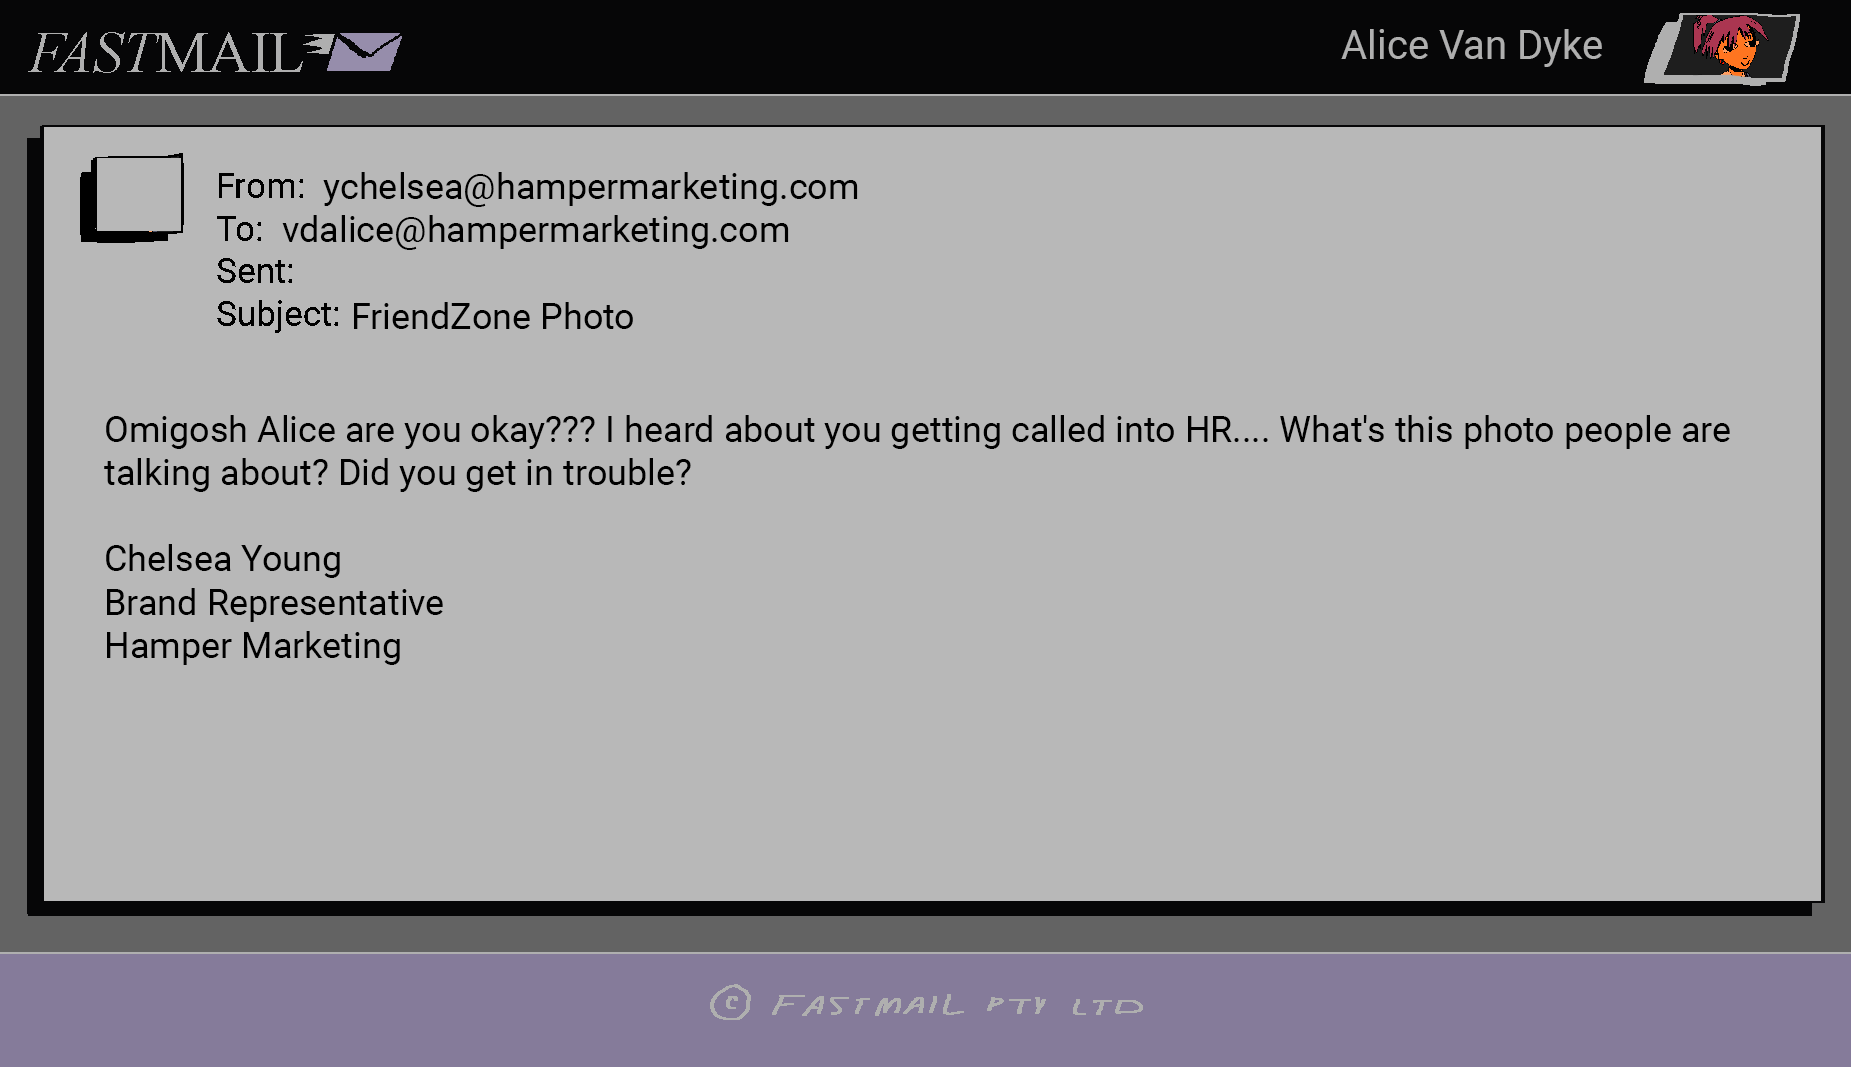 FASTMAIL
Alice Van Dyke
From: ychelsea@hampermarketing.com
To: vdalice@hampermarketing.com
Sent:
Subject: FriendZone Photo
Omigosh Alice are you okay??? I heard about you getting called into HR.... What's this photo people are
talking about? Did you get in trouble?
Chelsea Young
Brand Representative
Hamper Marketing
© FASTMAIL PTY LTD